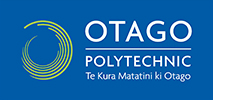 OTAGO
POLYTECHNIC
Te Kura Matatini ki Otago